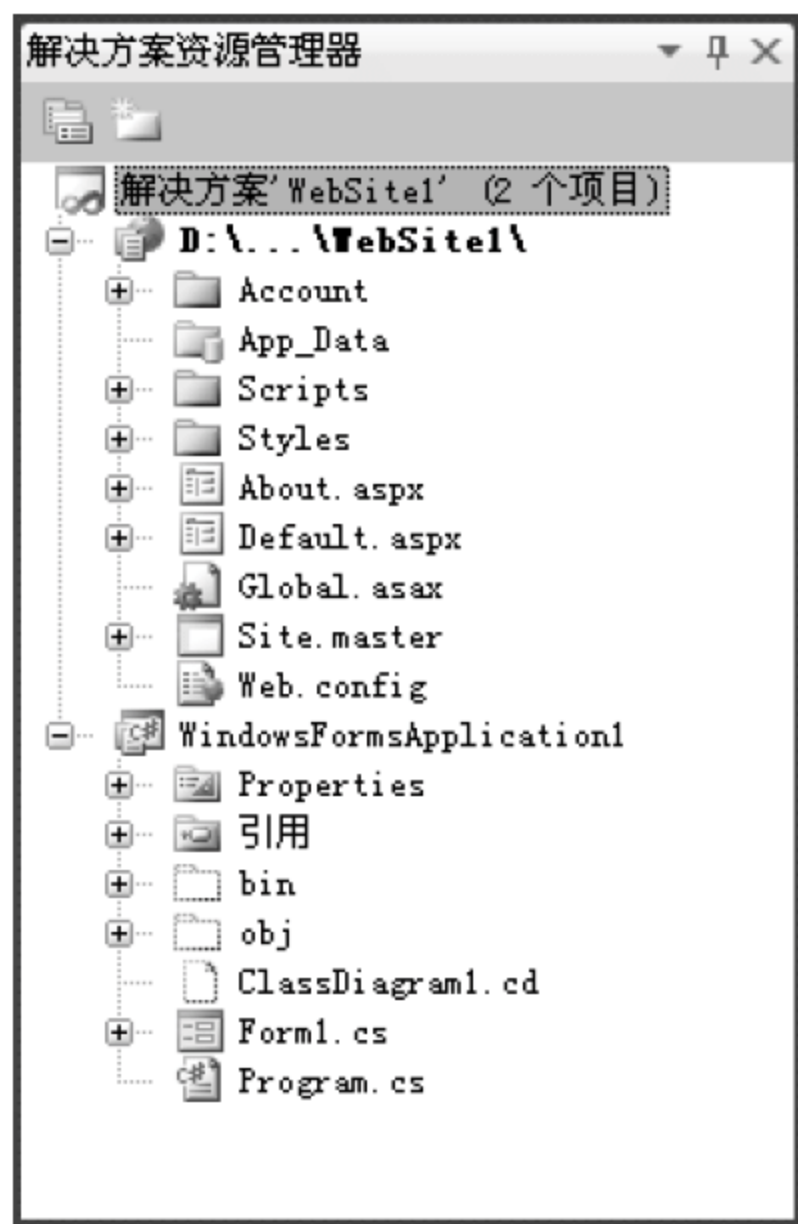 解决方案资源管理器
解决方案'WebSite1' (2 个项目)
D:\...\WebSite1\
Account
App_Data
Scripts
Styles
About.aspx
Default.aspx
Global.asax
Site.master
Web.config
WindowsFormsApplication1
Properties
引用
bin
obj
ClassDiagram1.cd
Form1.cs
Program.cs